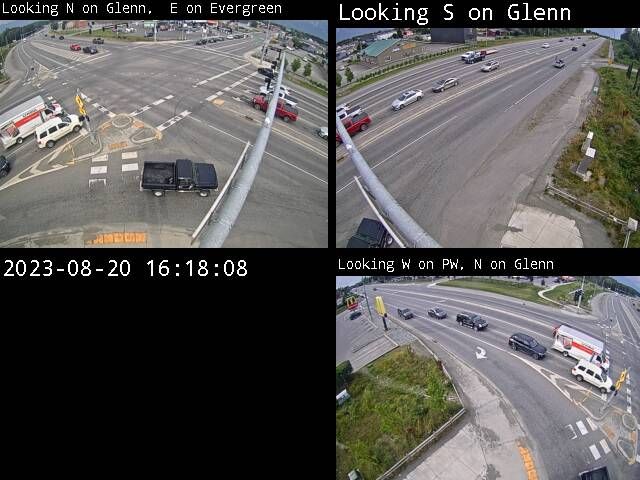 Looking N on Glenn,  E on Evergreen
Looking S on Glenn
2023-08-20 16:18:08
Looking W on PW, N on Glenn